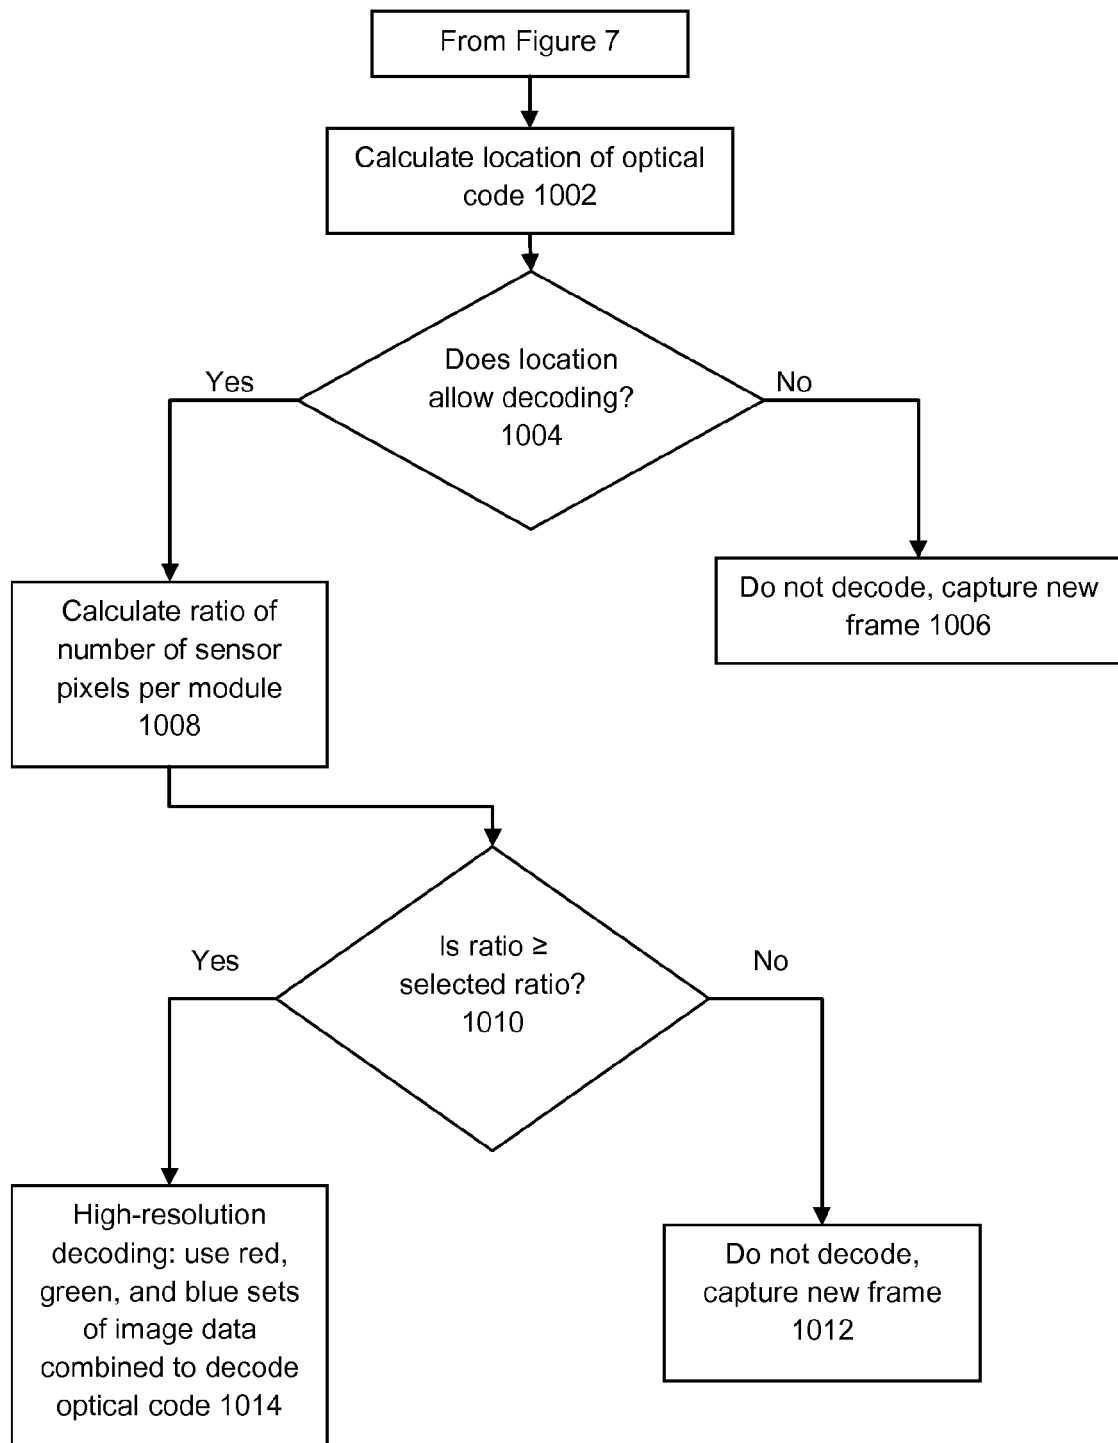 From Figure 7
Calculate location of optical
code 1002
Does location
allow decoding?
1004
Yes
No
Do not decode, capture new
frame 1006
Calculate ratio of
number of sensor
pixels per module
1008
Is ratio ≥
selected ratio?
1010
Yes
No
High-resolution
decoding: use red,
green, and blue sets
of image data
combined to decode
optical code 1014
Do not decode,
capture new frame
1012